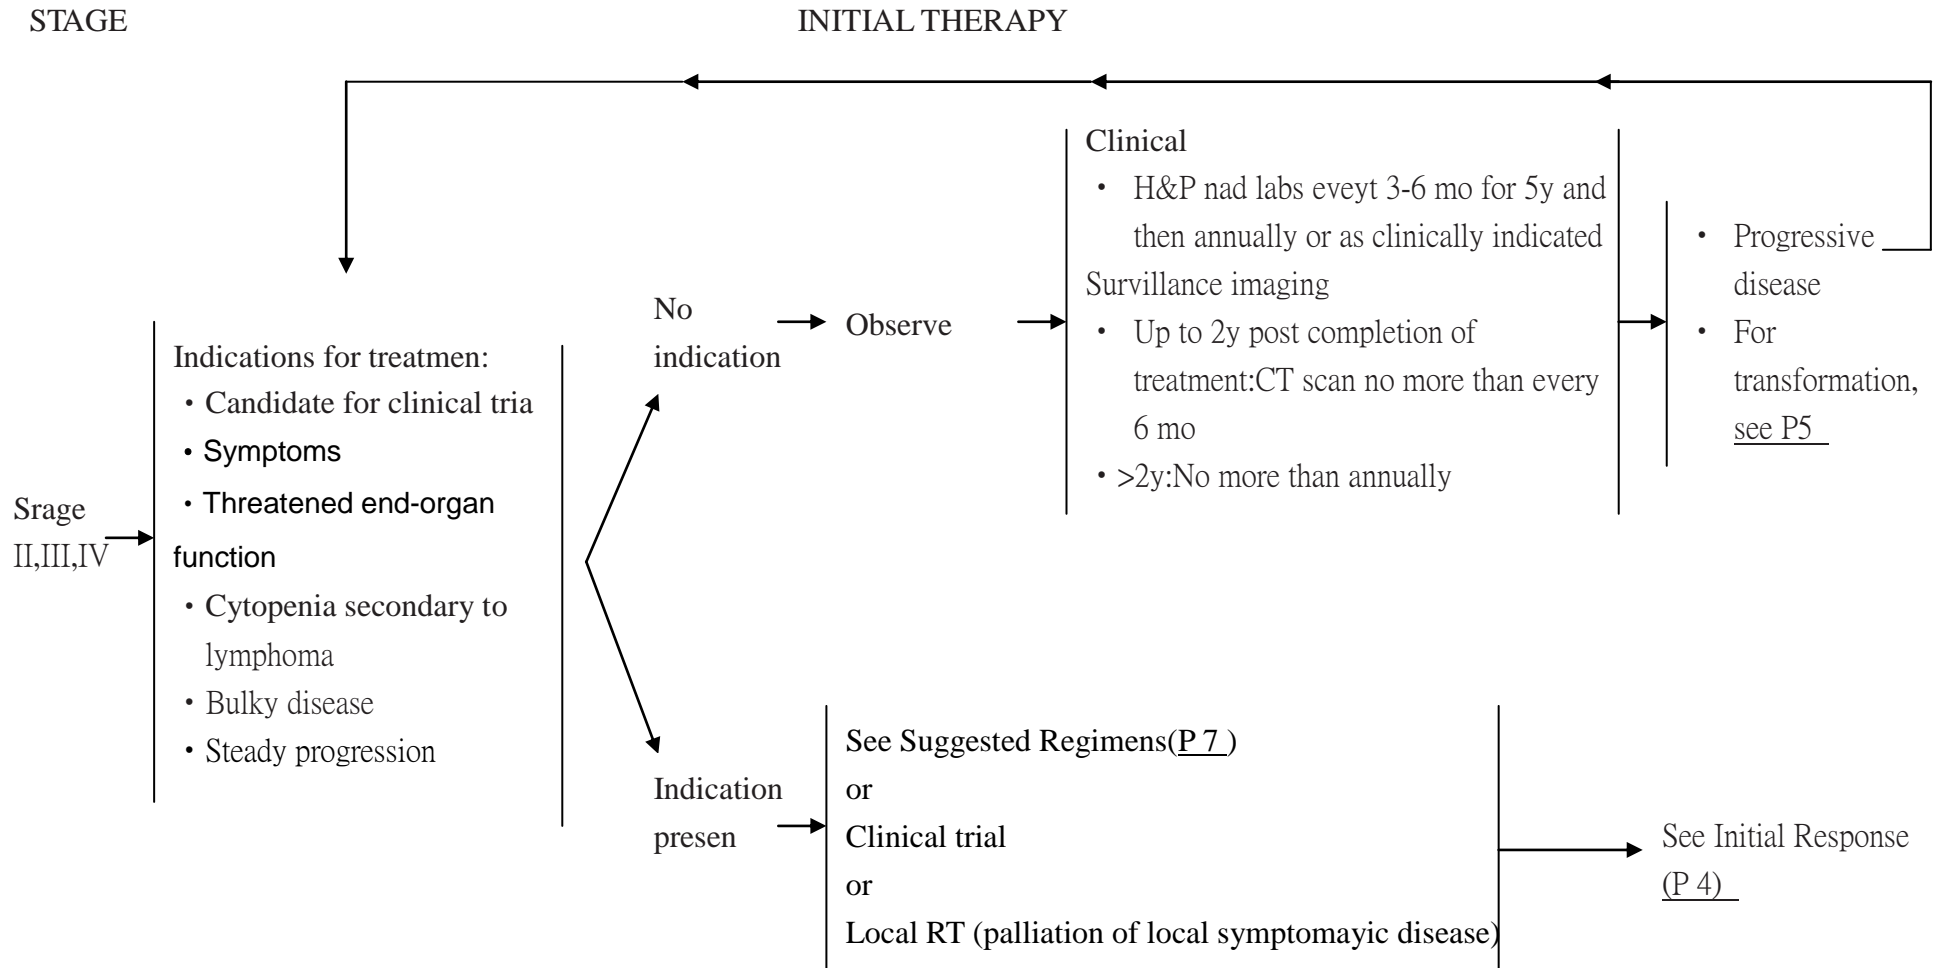 STAGE
INITIAL THERAPY
Srage
II,III,IV
Indications for treatmen:
・Candidate for clinical tria
・Symptoms
・Threatened end-organ
function
・Cytopenia secondary to
lymphoma
・Bulky disease
・Steady progression
No
indication
Observe
Clinical
・ H&P nad labs eveyt 3-6 mo for 5y and
then annually or as clinically indicated
Survillance imaging
・ Up to 2y post completion of
treatment:CT scan no more than every
6 mo
・>2y:No more than annually
・ Progressive
disease
・ For
transformation,
see P5
Indication
presen
See Suggested Regimens(P 7 )
or
Clinical trial
or
Local RT (palliation of local symptomayic disease)
See Initial Response
(P 4)